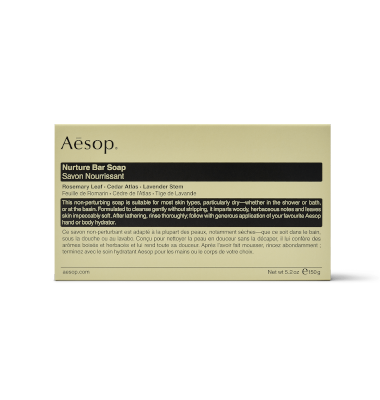 Aēsop.
Nurture Bar Soap
Savon Nourrissant
Rosemary Leaf · Cedar Atlas · Lavender Stem
Feuille de Romarin · Cèdre de l'Atlas · Tige de Lavande
This non-perturbing soap is suitable for most skin types, particularly dry—whether in the shower or bath,
or at the basin. Formulated to cleanse gently without stripping, it imparts woody, herbaceous notes and leaves
skin impeccably soft. After lathering, rinse thoroughly; follow with generous application of your favourite Aesop
hand or body hydrator.
Ce savon non-perturbant est adapté à la plupart des peaux, notamment sèches—que ce soit dans le bain,
sous la douche ou au lavabo. Conçu pour nettoyer la peau en douceur sans la décaper, il lui confère des
arômes boisés et herbacés et lui rend toute sa douceur. Après l'avoir fait mousser, rincez abondamment ;
terminez avec le soin hydratant Aesop pour les mains ou le corps de votre choix.
aesop.com
Net wt 5.2 oz ℮150 g